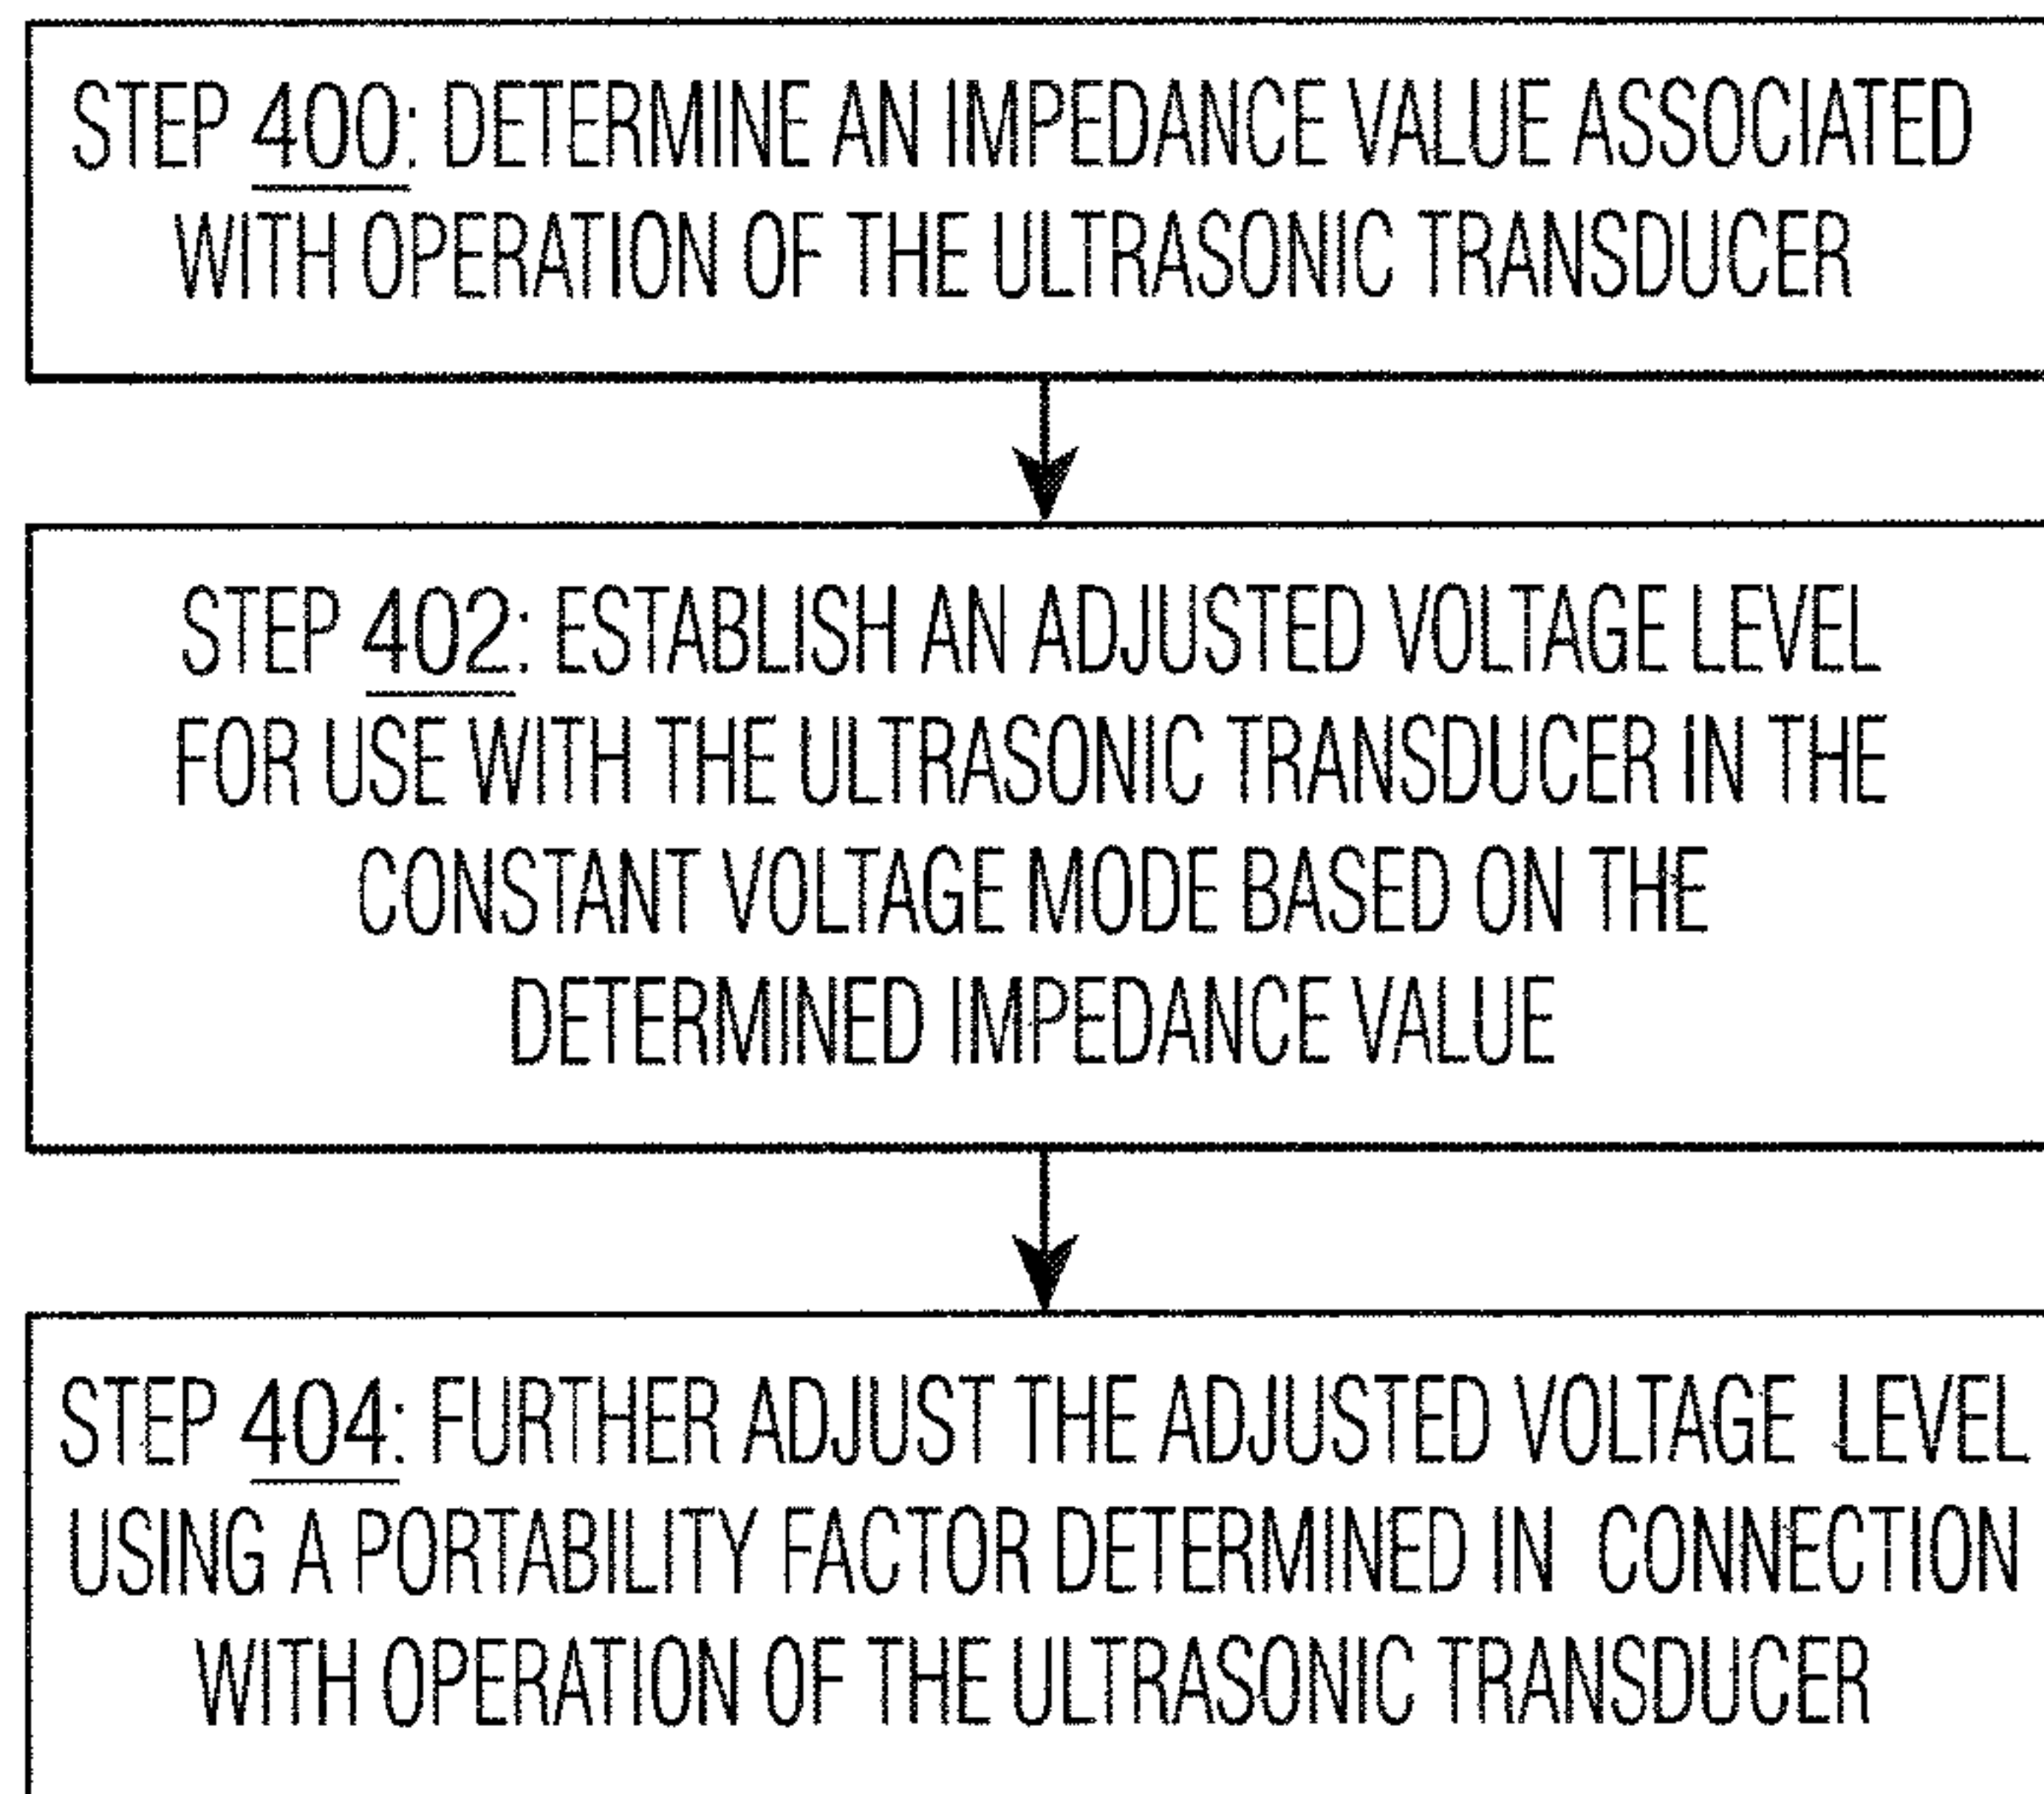 STEP 400: DETERMINE AN IMPEDANCE VALUE ASSOCIATED
WITH OPERATION OF THE ULTRASONIC TRANSDUCER
STEP 402: ESTABLISH AN ADJUSTED VOLTAGE LEVEL
FOR USE WITH THE ULTRASONIC TRANSDUCER IN THE
CONSTANT VOLTAGE MODE BASED ON THE
DETERMINED IMPEDANCE VALUE
STEP 404: FURTHER ADJUST THE ADJUSTED VOLTAGE LEVEL
USING A PORTABILITY FACTOR DETERMINED IN CONNECTION
WITH OPERATION OF THE ULTRASONIC TRANSDUCER